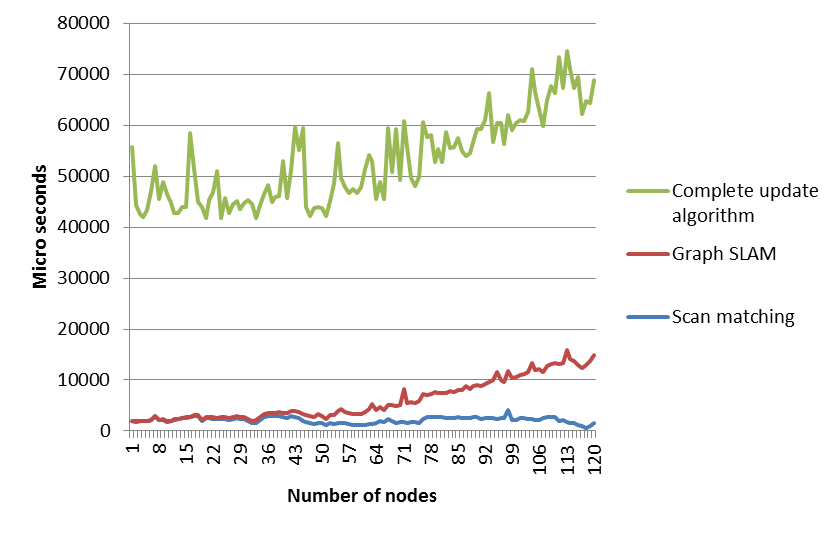 80000
70000
60000
50000
40000
30000
20000
10000
0
Micro seconds
1 8 15 22 29 36 43 50 57 64 71 78 85 92 99 106 113 120
Number of nodes
Complete update
algorithm
Graph SLAM
Scan matching